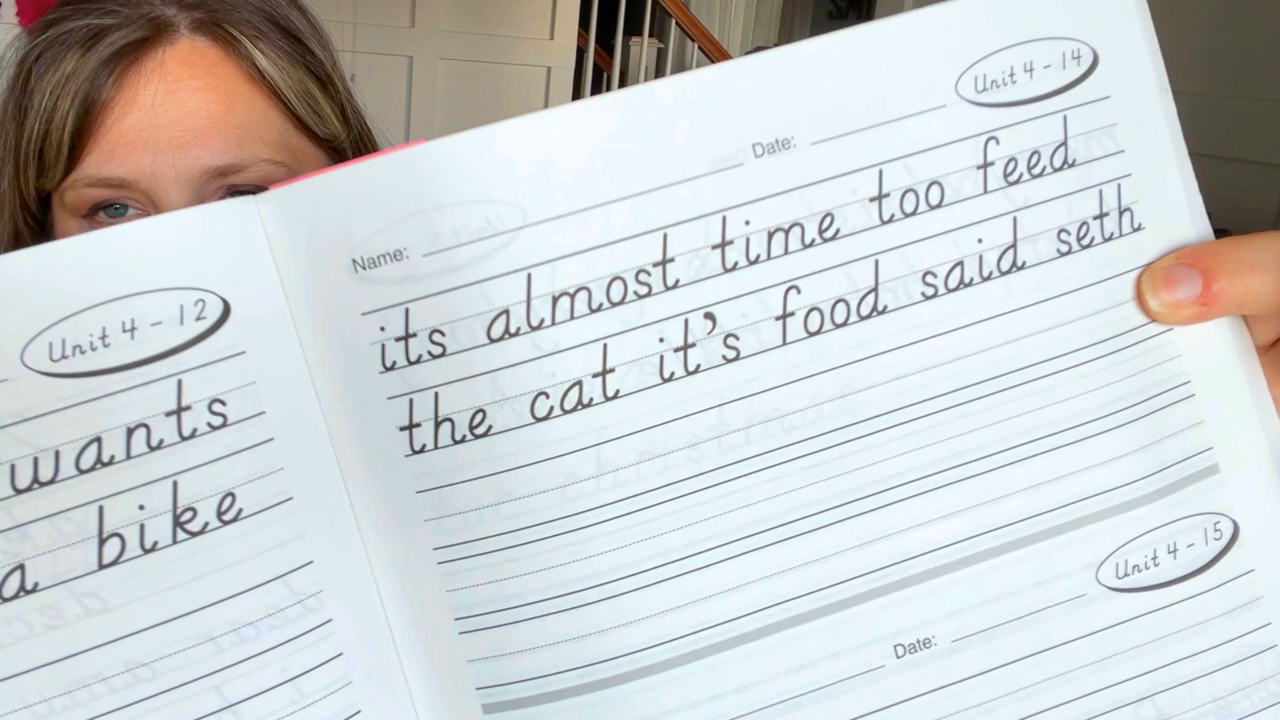 Unit 4 - 12
wants
a bike
Unit 4 - 14
Name: Date:
its almost time too feed
the cat it's food said seth
Unit 4 - 15
Date: